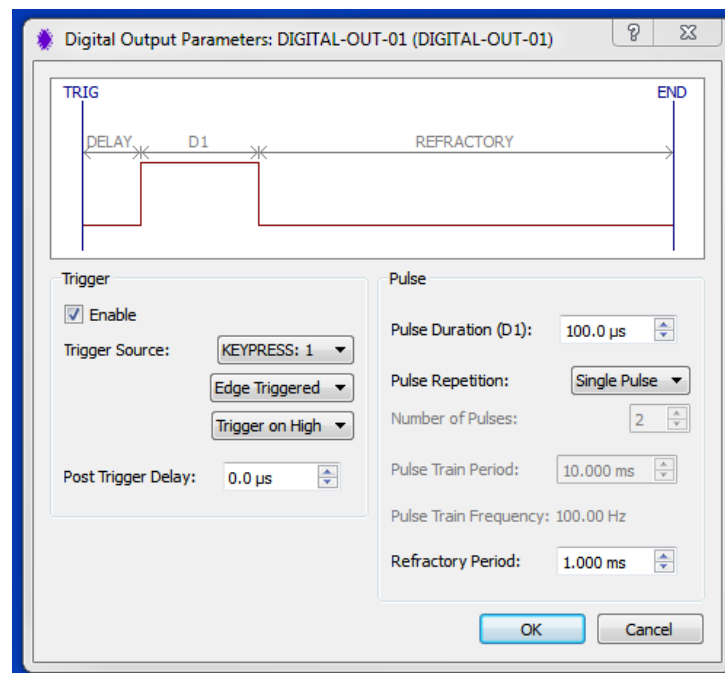 Digital Output Parameters: DIGITAL-OUT-01 (DIGITAL-OUT-01)
TRIG END
DELAY D1 REFRACTORY
Trigger
Enable
Trigger Source: KEYPRESS: 1
Edge Triggered
Trigger on High
Post Trigger Delay: 0.0 µs
Pulse
Pulse Duration (D1): 100.0 µs
Pulse Repetition: Single Pulse
Number of Pulses: 2
Pulse Train Period: 10.000 ms
Pulse Train Frequency: 100.00 Hz
Refractory Period: 1.000 ms
OK Cancel